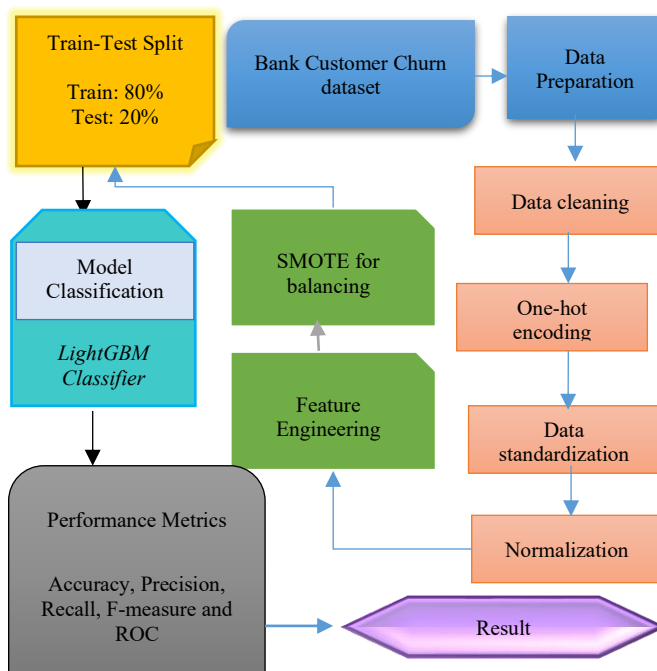 Train-Test Split
Train: 80%
Test: 20%
Bank Customer Churn
dataset
Data
Preparation
Data cleaning
One-hot
encoding
Data
standardization
Normalization
Feature
Engineering
SMOTE for
balancing
Model
Classification
LightGBM
Classifier
Performance Metrics
Accuracy, Precision,
Recall, F-measure and
ROC
Result